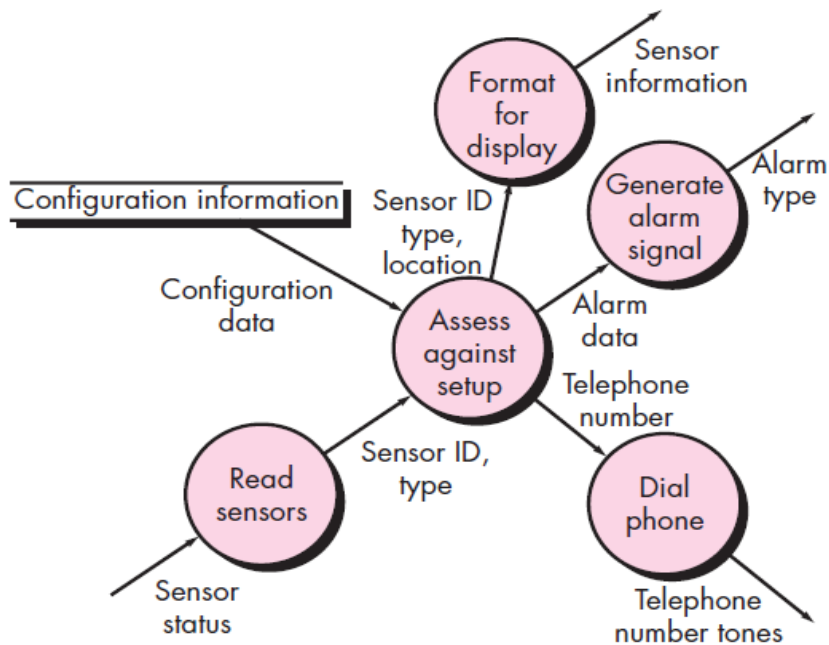 Format
for
display
Sensor
information
Generate
alarm
signal
Alarm
type
Configuration information
Sensor ID
type,
location
Configuration
data
Assess
against
setup
Alarm
data
Telephone
number
Read
sensors
Sensor ID,
type
Dial
phone
Sensor
status
Telephone
number tones